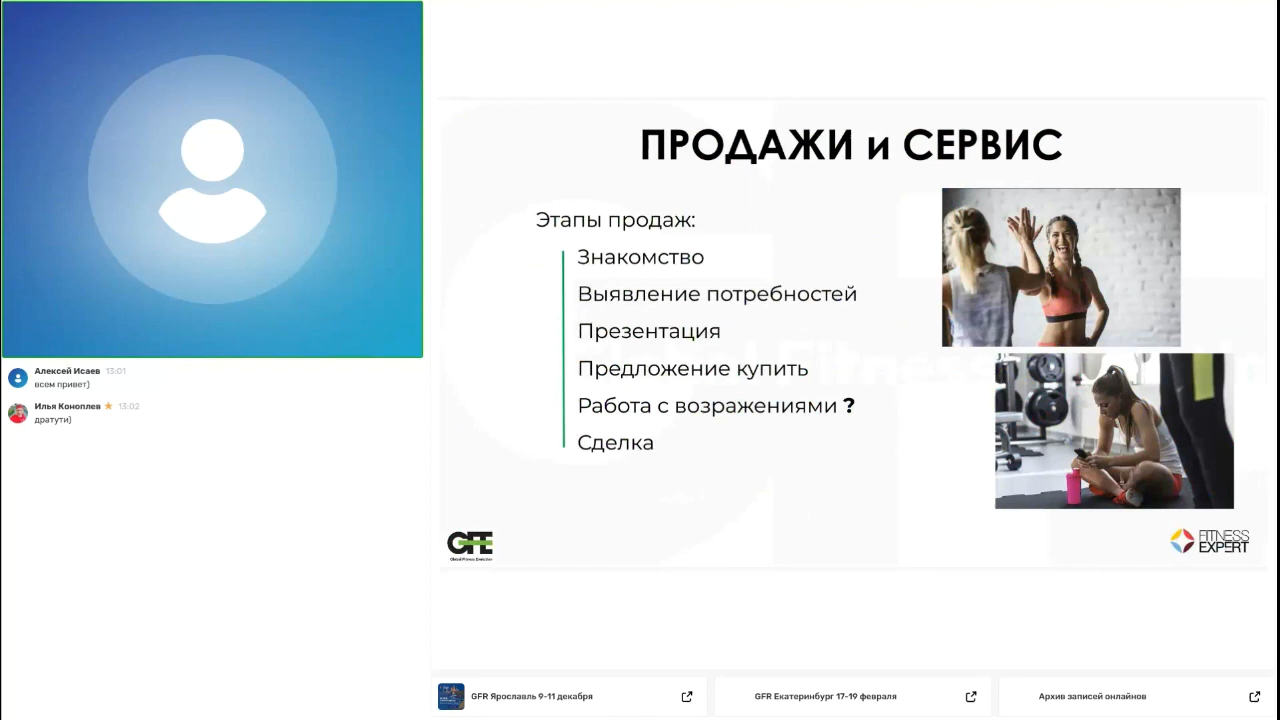 Алексей Исаев 13:01
всем привет)
Илья Коноплев 13:02
дратути)
ПРОДАЖИ и СЕРВИС
Этапы продаж:
Знакомство
Выявление потребностей
Презентация
Предложение купить
Работа с возражениями ?
Сделка
GFE
FITNESS
EXPERT
GFR Ярославль 9-11 декабря
GFR Екатеринбург 17-19 февраля
Архив записей онлайнов